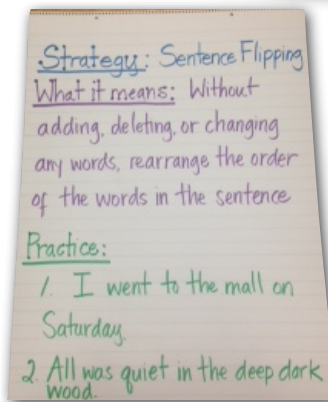 Strategy: Sentence Flipping
What it means: Without
adding, deleting, or changing
any words, rearrange the order
of the words in the sentence
Practice:
1. I went to the mall on
Saturday.
2. All was quiet in the deep dark
wood.